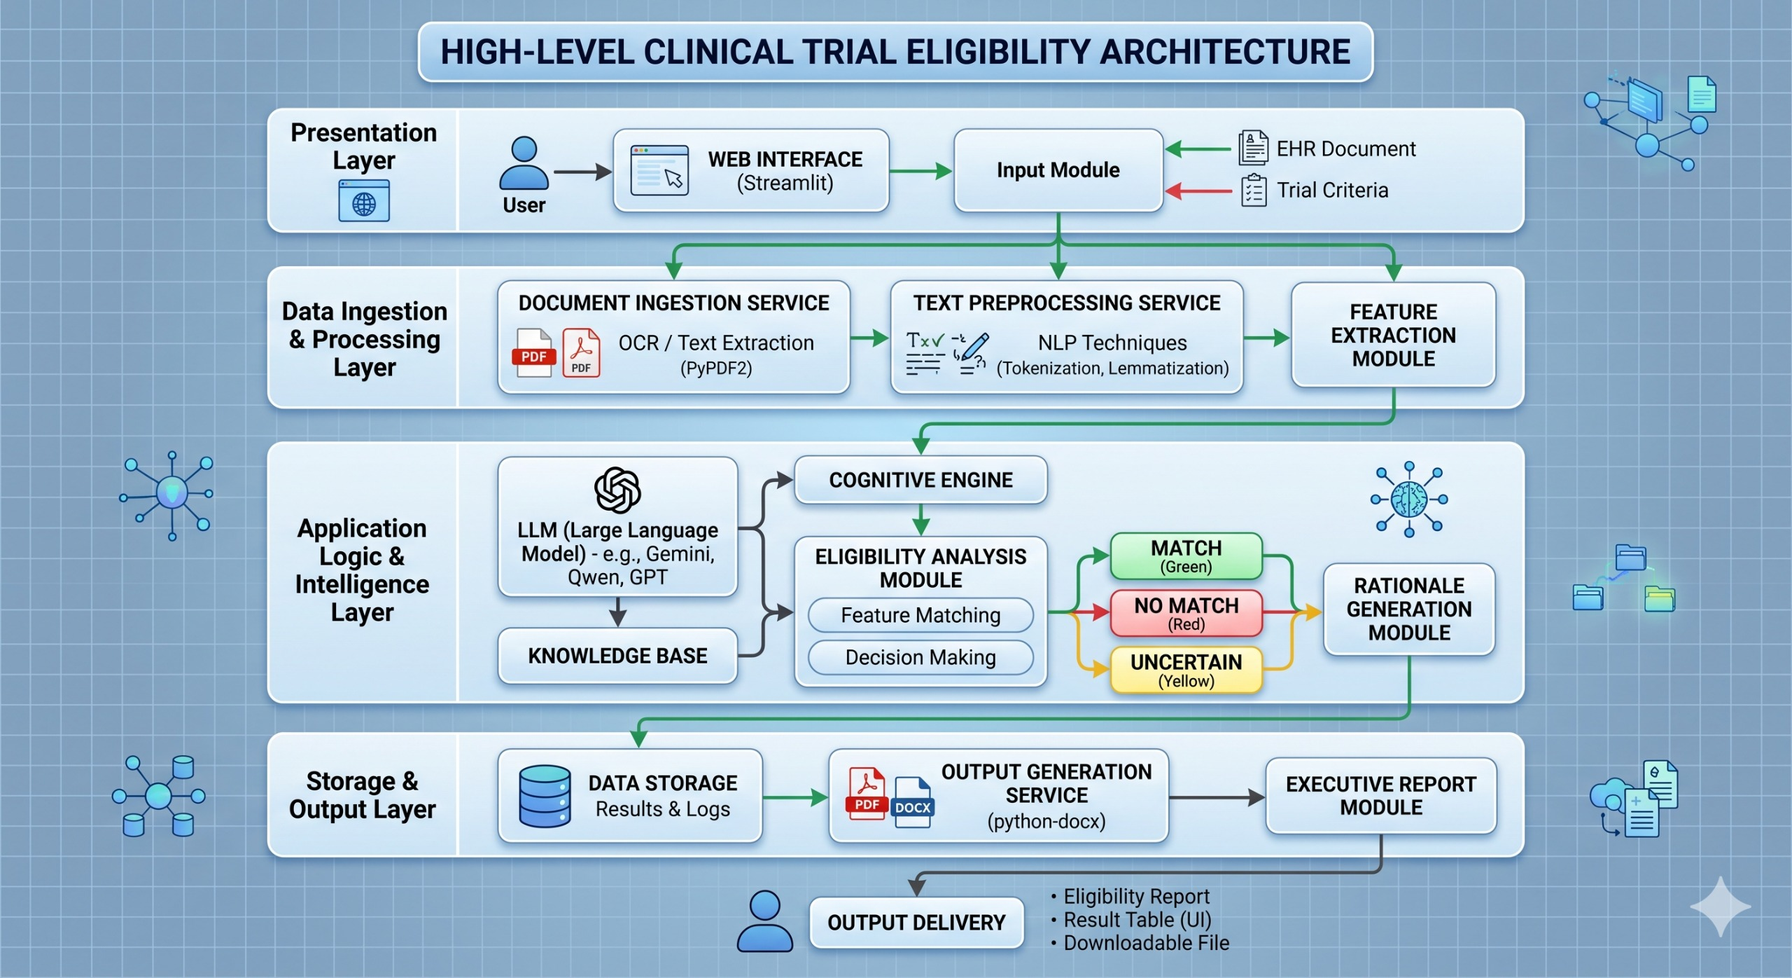 HIGH-LEVEL CLINICAL TRIAL ELIGIBILITY ARCHITECTURE
Presentation
Layer
User
WEB INTERFACE
(Streamlit)
Input Module
EHR Document
Trial Criteria
Data Ingestion
& Processing
Layer
DOCUMENT INGESTION SERVICE
PDF
PDF
OCR / Text Extraction
(PyPDF2)
TEXT PREPROCESSING SERVICE
NLP Techniques
(Tokenization, Lemmatization)
FEATURE
EXTRACTION
MODULE
Application
Logic &
Intelligence
Layer
LLM (Large Language
Model) - e.g., Gemini,
Qwen, GPT
KNOWLEDGE BASE
COGNITIVE ENGINE
ELIGIBILITY ANALYSIS
MODULE
Feature Matching
Decision Making
MATCH
(Green)
NO MATCH
(Red)
UNCERTAIN
(Yellow)
RATIONALE
GENERATION
MODULE
Storage &
Output Layer
DATA STORAGE
Results & Logs
PDF
DOCX
OUTPUT GENERATION
SERVICE
(python-docx)
EXECUTIVE REPORT
MODULE
OUTPUT DELIVERY
• Eligibility Report
• Result Table (UI)
• Downloadable File